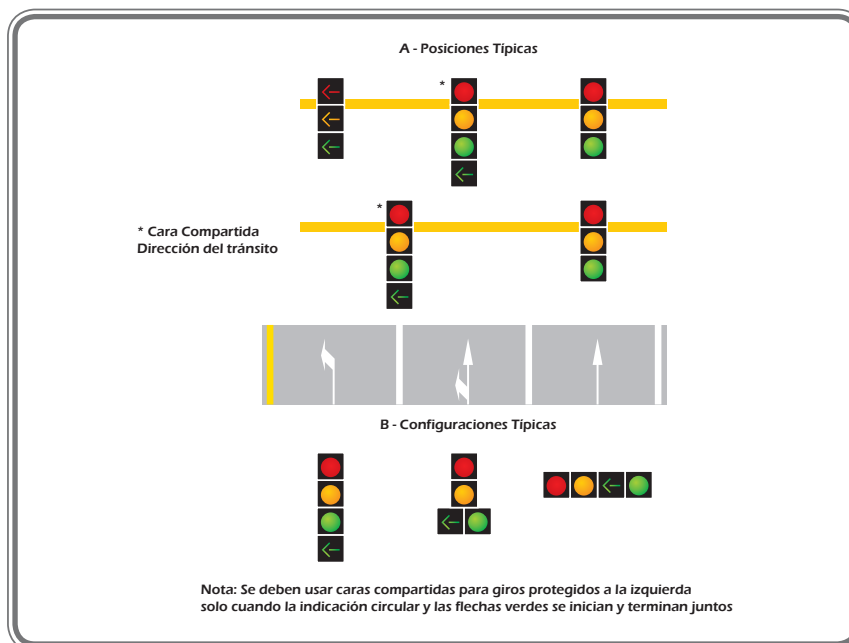 A - Posiciones Típicas
*
*
* Cara Compartida
Dirección del tránsito
B - Configuraciones Típicas
Nota: Se deben usar caras compartidas para giros protegidos a la izquierda
solo cuando la indicación circular y las flechas verdes se inician y terminan juntos